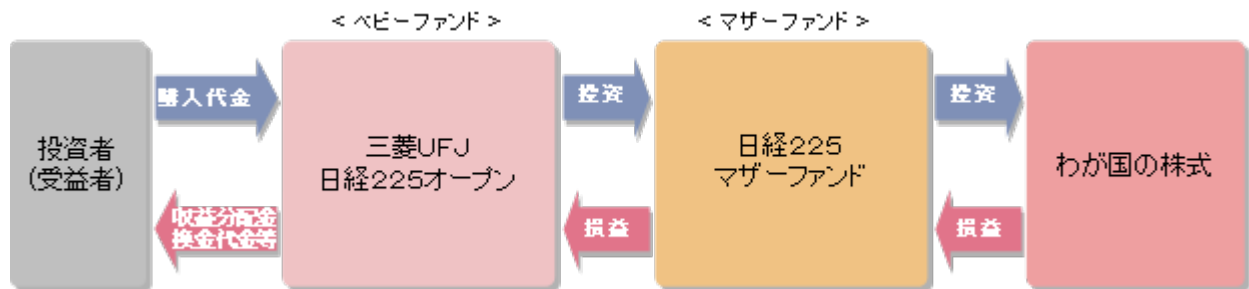 ＜ベビーファンド＞
＜マザーファンド＞
投資者
(受益者)
購入代金
収益分配金
換金代金等
三菱UFJ
日経225オープン
投資
損益
日経225
マザーファンド
投資
損益
わが国の株式